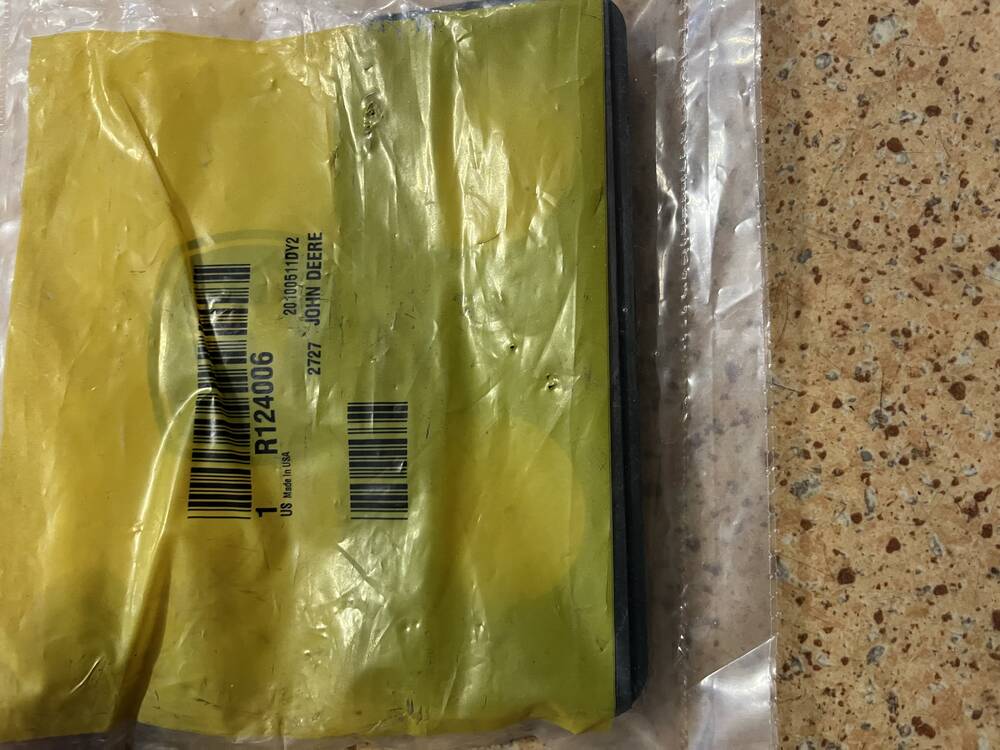 20100511DY2
2727 JOHN DEERE
1 R124006
US Made In USA